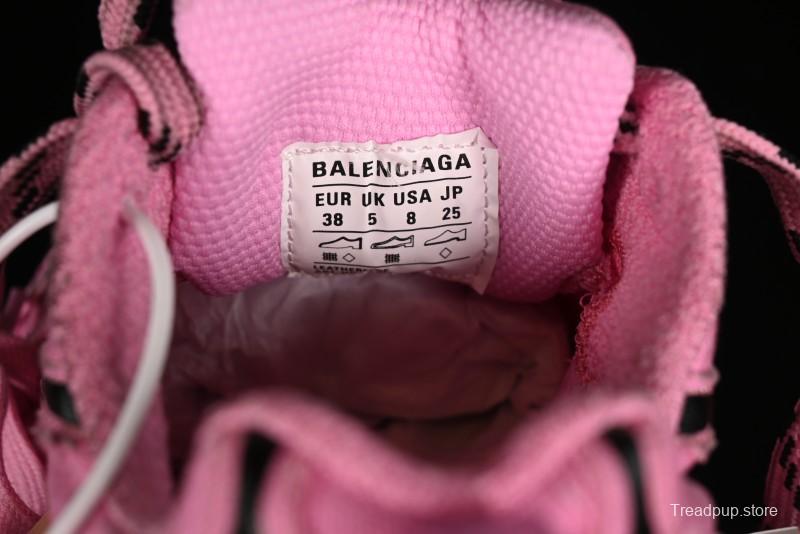 BALENCIAGA
EUR UK USA JP
38 5 8 25
Treadpup.store